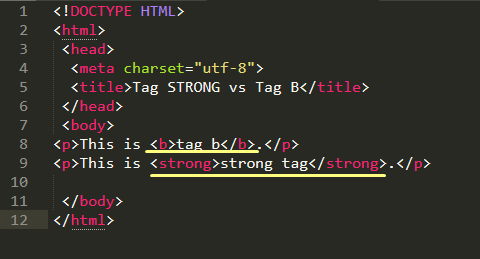 1 <!DOCTYPE HTML>
2 <html>
3 <head>
4 <meta charset="utf-8">
5 <title>Tag STRONG vs Tag B</title>
6 </head>
7 <body>
8 <p>This is <b>tag b</b>.</p>
9 <p>This is <strong>strong tag</strong>.</p>
10
11 </body>
12 </html>